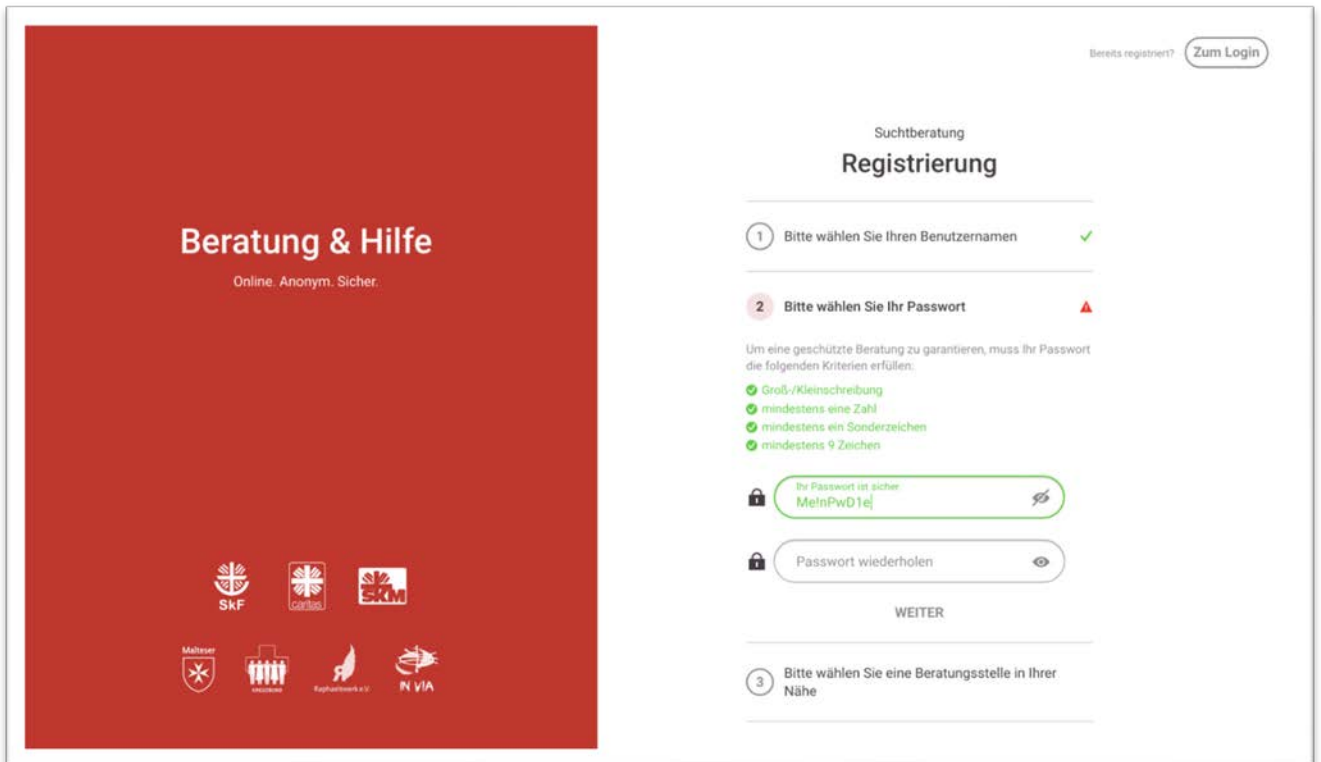 Beratung & Hilfe
Online. Anonym. Sicher.
SkF
caritas
SKM
Malteser
KREUZBUND
Raphaelswerk e.V.
IN VIA
Bereits registriert?
Zum Login
Suchtberatung
Registrierung
1 Bitte wählen Sie Ihren Benutzernamen
2 Bitte wählen Sie Ihr Passwort
Um eine geschützte Beratung zu garantieren, muss Ihr Passwort
die folgenden Kriterien erfüllen:
Groß-/Kleinschreibung
mindestens eine Zahl
mindestens ein Sonderzeichen
mindestens 9 Zeichen
Ihr Passwort ist sicher
Me!nPwD1e
Passwort wiederholen
WEITER
3 Bitte wählen Sie eine Beratungsstelle in Ihrer
Nähe